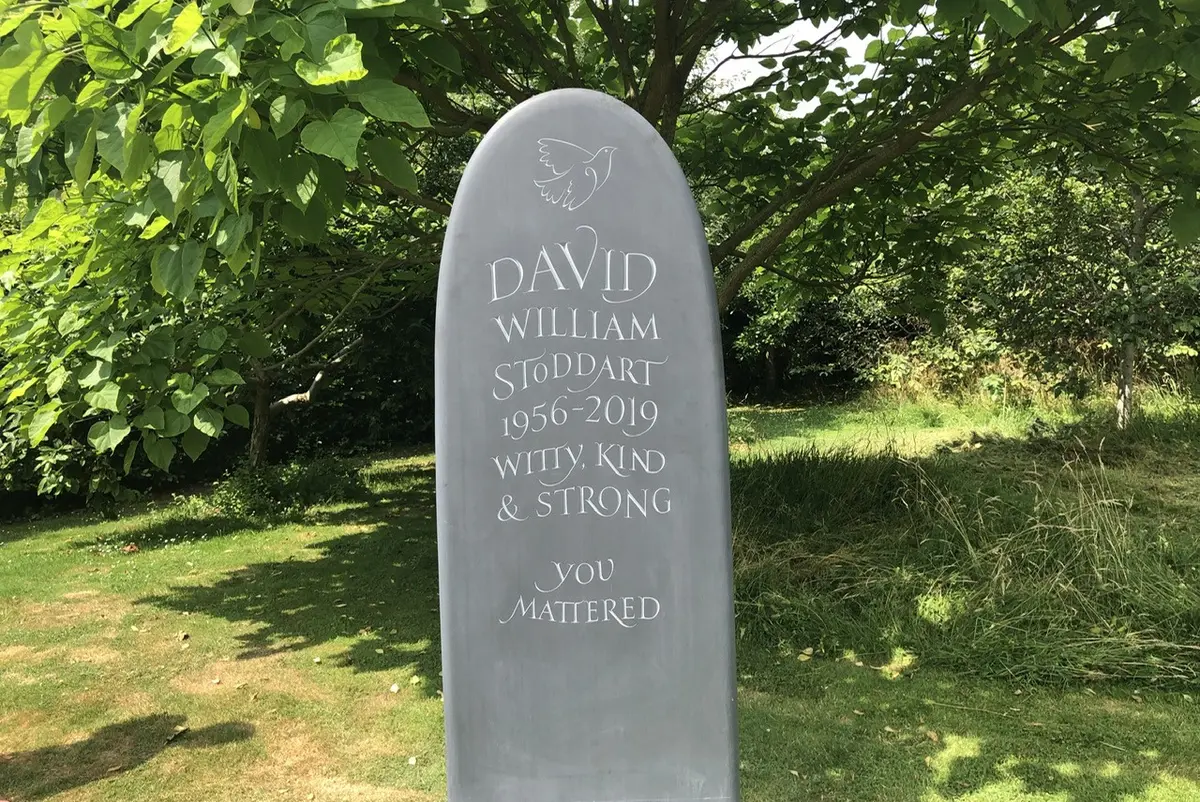 DAVID
WILLIAM
STODDART
1956-2019
WITTY, KIND
& STRONG
YOU
MATTERED